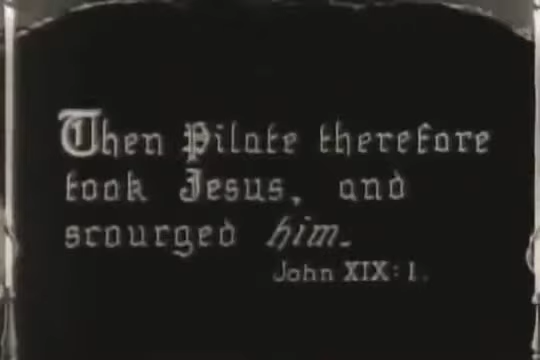 Then Pilate therefore
took Jesus, and
scourged him.
John XIX: 1.